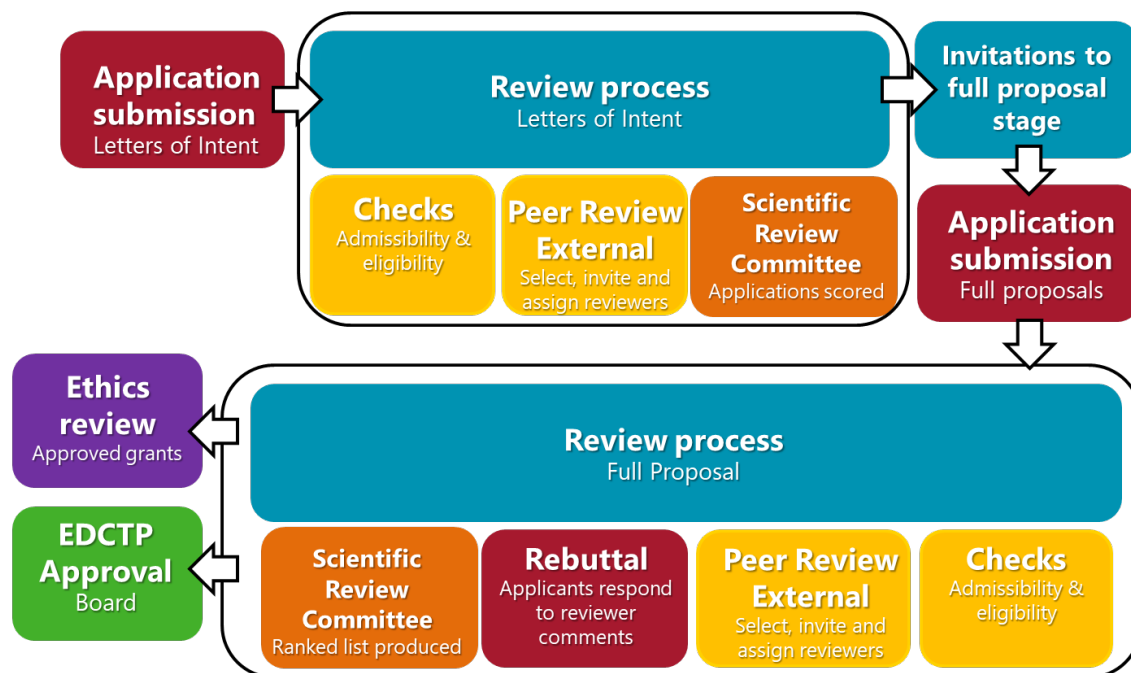 Application
submission
Letters of Intent
Review process
Letters of Intent
Checks
Admissibility &
eligibility
Peer Review
External
Select, invite and
assign reviewers
Scientific
Review
Committee
Applications scored
Invitations to
full proposal
stage
Application
submission
Full proposals
Ethics
review
Approved grants
EDCTP
Approval
Board
Review process
Full Proposal
Scientific
Review
Committee
Ranked list produced
Rebuttal
Applicants respond
to reviewer
comments
Peer Review
External
Select, invite and
assign reviewers
Checks
Admissibility &
eligibility